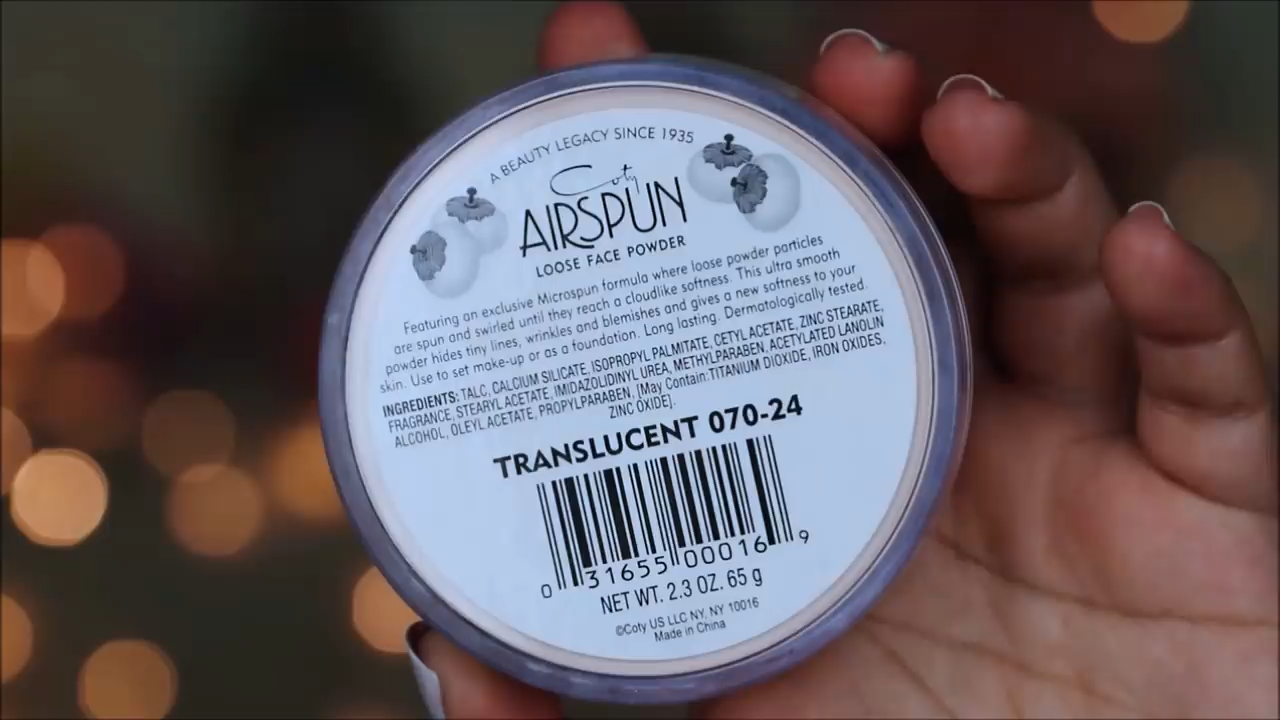 A BEAUTY LEGACY SINCE 1935
Coty
AIRSPUN
LOOSE FACE POWDER
Featuring an exclusive Microspun formula where loose powder particles
are spun and swirled until they reach a cloudlike softness. This ultra smooth
powder hides tiny lines, wrinkles and blemishes and gives a new softness to your
skin. Use to set make-up or as a foundation. Long lasting. Dermatologically tested.
INGREDIENTS: TALC, CALCIUM SILICATE, ISOPROPYL PALMITATE, CETYL ACETATE, ZINC STEARATE,
FRAGRANCE, STEARYL ACETATE, IMIDAZOLIDINYL UREA, METHYLPARABEN, ACETYLATED LANOLIN
ALCOHOL, OLEYL ACETATE, PROPYLPARABEN, [May Contain: TITANIUM DIOXIDE, IRON OXIDES,
ZINC OXIDE].
TRANSLUCENT 070-24
0 31655 00016 9
NET WT. 2.3 OZ. 65 g
©Coty US LLC NY, NY 10016
Made in China